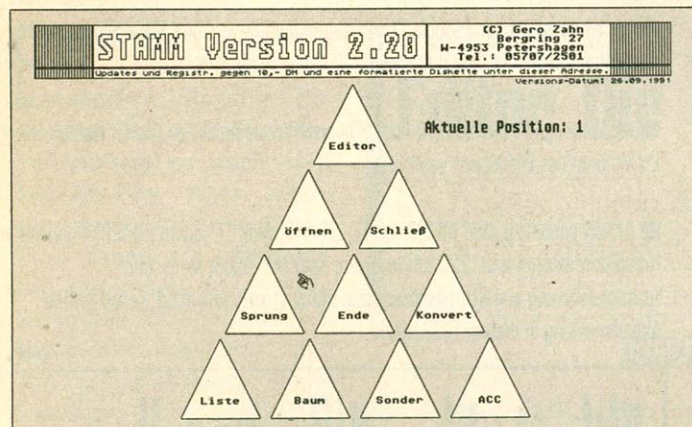 STAMM Version 2.20
(C) Gero Zahn
Bergring 27
W-4953 Petershagen
Tel.: 05707/2501
Updates und Registr. gegen 10,- DM und eine formatierte Diskette unter dieser Adresse.
Versions-Datum: 26.09.1991
Aktuelle Position: 1
Editor
öffnen Schließ
Sprung Ende Konvert
Liste Baum Sonder ACC